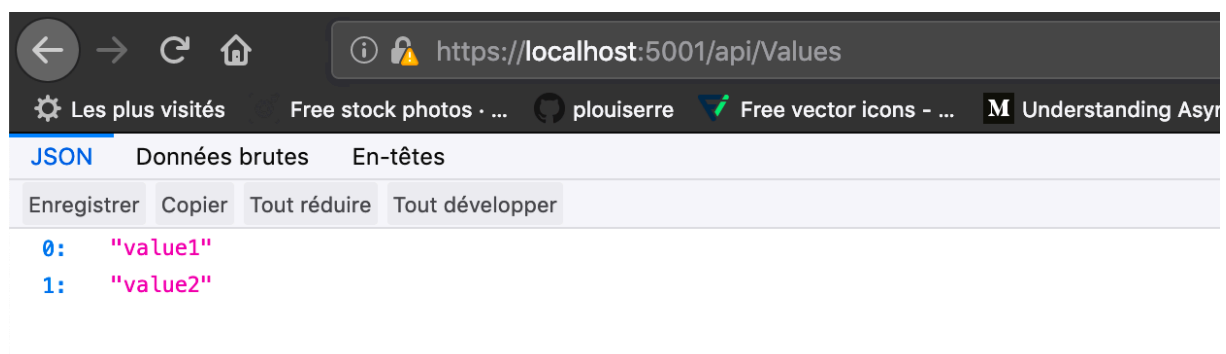 https://localhost:5001/api/Values
Les plus visités Free stock photos · ... plouiserre Free vector icons - ... M Understanding Asyr
JSON Données brutes En-têtes
Enregistrer Copier Tout réduire Tout développer
0: "value1"
1: "value2"